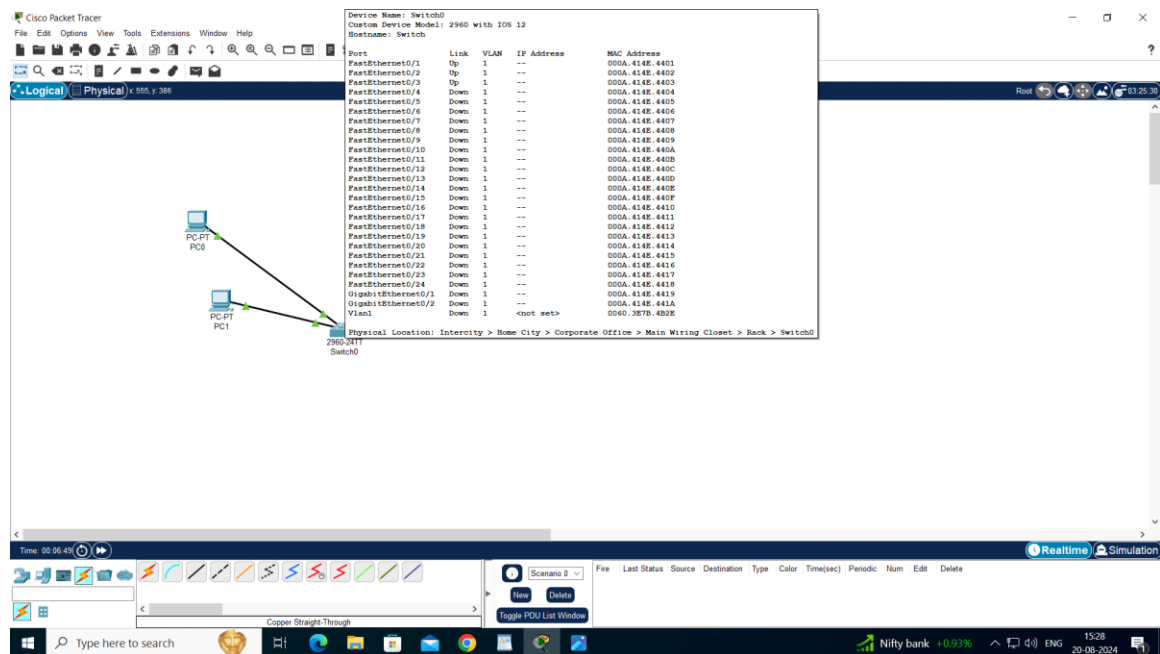 Cisco Packet Tracer
File Edit Options View Tools Extensions Window Help
?
Logical Physical x: 555, y: 386
Root 03:25:30
Device Name: Switch0
Custom Device Model: 2960 with IOS 12
Hostname: Switch
Port Link VLAN IP Address MAC Address
FastEthernet0/1 Up 1 -- 000A.414E.4401
FastEthernet0/2 Up 1 -- 000A.414E.4402
FastEthernet0/3 Up 1 -- 000A.414E.4403
FastEthernet0/4 Down 1 -- 000A.414E.4404
FastEthernet0/5 Down 1 -- 000A.414E.4405
FastEthernet0/6 Down 1 -- 000A.414E.4406
FastEthernet0/7 Down 1 -- 000A.414E.4407
FastEthernet0/8 Down 1 -- 000A.414E.4408
FastEthernet0/9 Down 1 -- 000A.414E.4409
FastEthernet0/10 Down 1 -- 000A.414E.440A
FastEthernet0/11 Down 1 -- 000A.414E.440B
FastEthernet0/12 Down 1 -- 000A.414E.440C
FastEthernet0/13 Down 1 -- 000A.414E.440D
FastEthernet0/14 Down 1 -- 000A.414E.440E
FastEthernet0/15 Down 1 -- 000A.414E.440F
FastEthernet0/16 Down 1 -- 000A.414E.4410
FastEthernet0/17 Down 1 -- 000A.414E.4411
FastEthernet0/18 Down 1 -- 000A.414E.4412
FastEthernet0/19 Down 1 -- 000A.414E.4413
FastEthernet0/20 Down 1 -- 000A.414E.4414
FastEthernet0/21 Down 1 -- 000A.414E.4415
FastEthernet0/22 Down 1 -- 000A.414E.4416
FastEthernet0/23 Down 1 -- 000A.414E.4417
FastEthernet0/24 Down 1 -- 000A.414E.4418
GigabitEthernet0/1 Down 1 -- 000A.414E.4419
GigabitEthernet0/2 Down 1 -- 000A.414E.441A
Vlan1 Down 1 <not set> 0060.3E7B.4B2E
Physical Location: Intercity > Home City > Corporate Office > Main Wiring Closet > Rack > Switch0
PC-PT
PC0
PC-PT
PC1
2960-24TT
Switch0
Time: 00:06:49
Realtime Simulation
Scenario 0
New Delete
Toggle PDU List Window
Fire Last Status Source Destination Type Color Time(sec) Periodic Num Edit Delete
Copper Straight-Through
Type here to search
Nifty bank +0.93%
ENG
15:28
20-08-2024